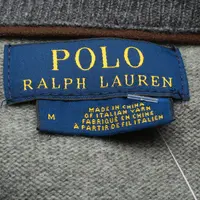 POLO
RALPH LAUREN
M
MADE IN CHINA
OF ITALIAN YARN
FABRIQUÉ EN CHINE
À PARTIR DE FIL ITALIEN